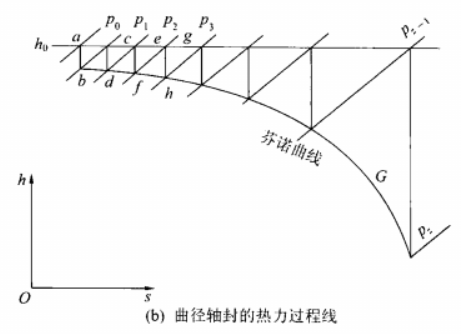 a p₀ c p₁ e p₂ g p₃ p_{z-1}
h₀
b d f h
芬诺曲线
G
h
p_z
O s
(b) 曲径轴封的热力过程线